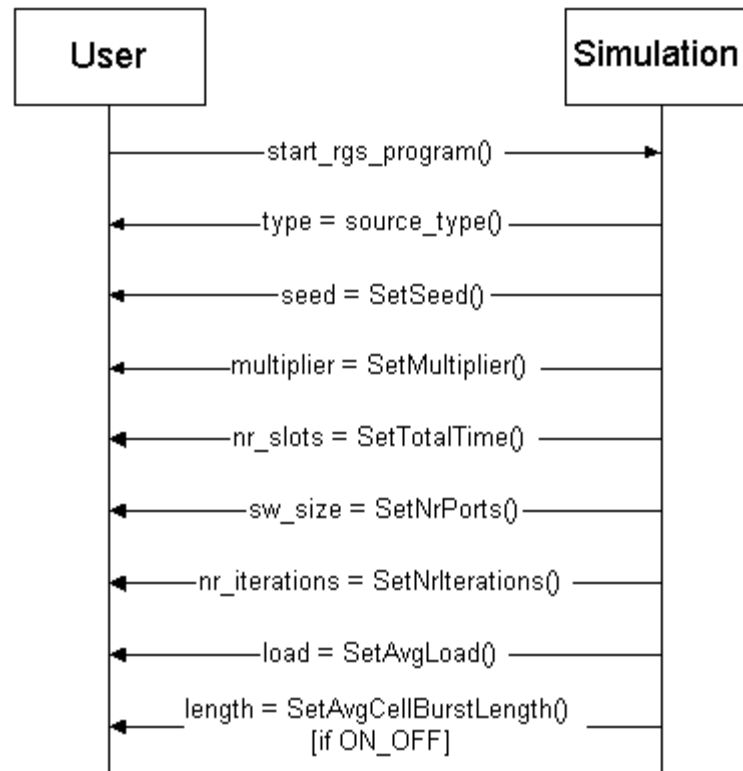 User
Simulation
start_rgs_program()
type = source_type()
seed = SetSeed()
multiplier = SetMultiplier()
nr_slots = SetTotalTime()
sw_size = SetNrPorts()
nr_iterations = SetNrIterations()
load = SetAvgLoad()
length = SetAvgCellBurstLength()
[if ON_OFF]